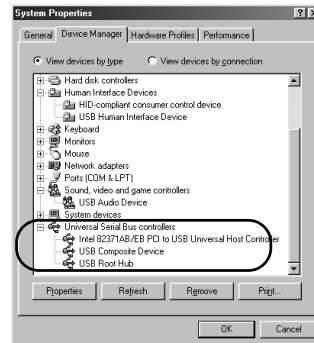 System Properties
General Device Manager Hardware Profiles Performance
View devices by type View devices by connection
Hard disk controllers
Human Interface Devices
HID-compliant consumer control device
USB Human Interface Device
Keyboard
Monitors
Mouse
Network adapters
Ports (COM & LPT)
Sound, video and game controllers
USB Audio Device
System devices
Universal Serial Bus controllers
Intel 82371AB/EB PCI to USB Universal Host Controller
USB Composite Device
USB Root Hub
Properties Refresh Remove Print...
OK Cancel